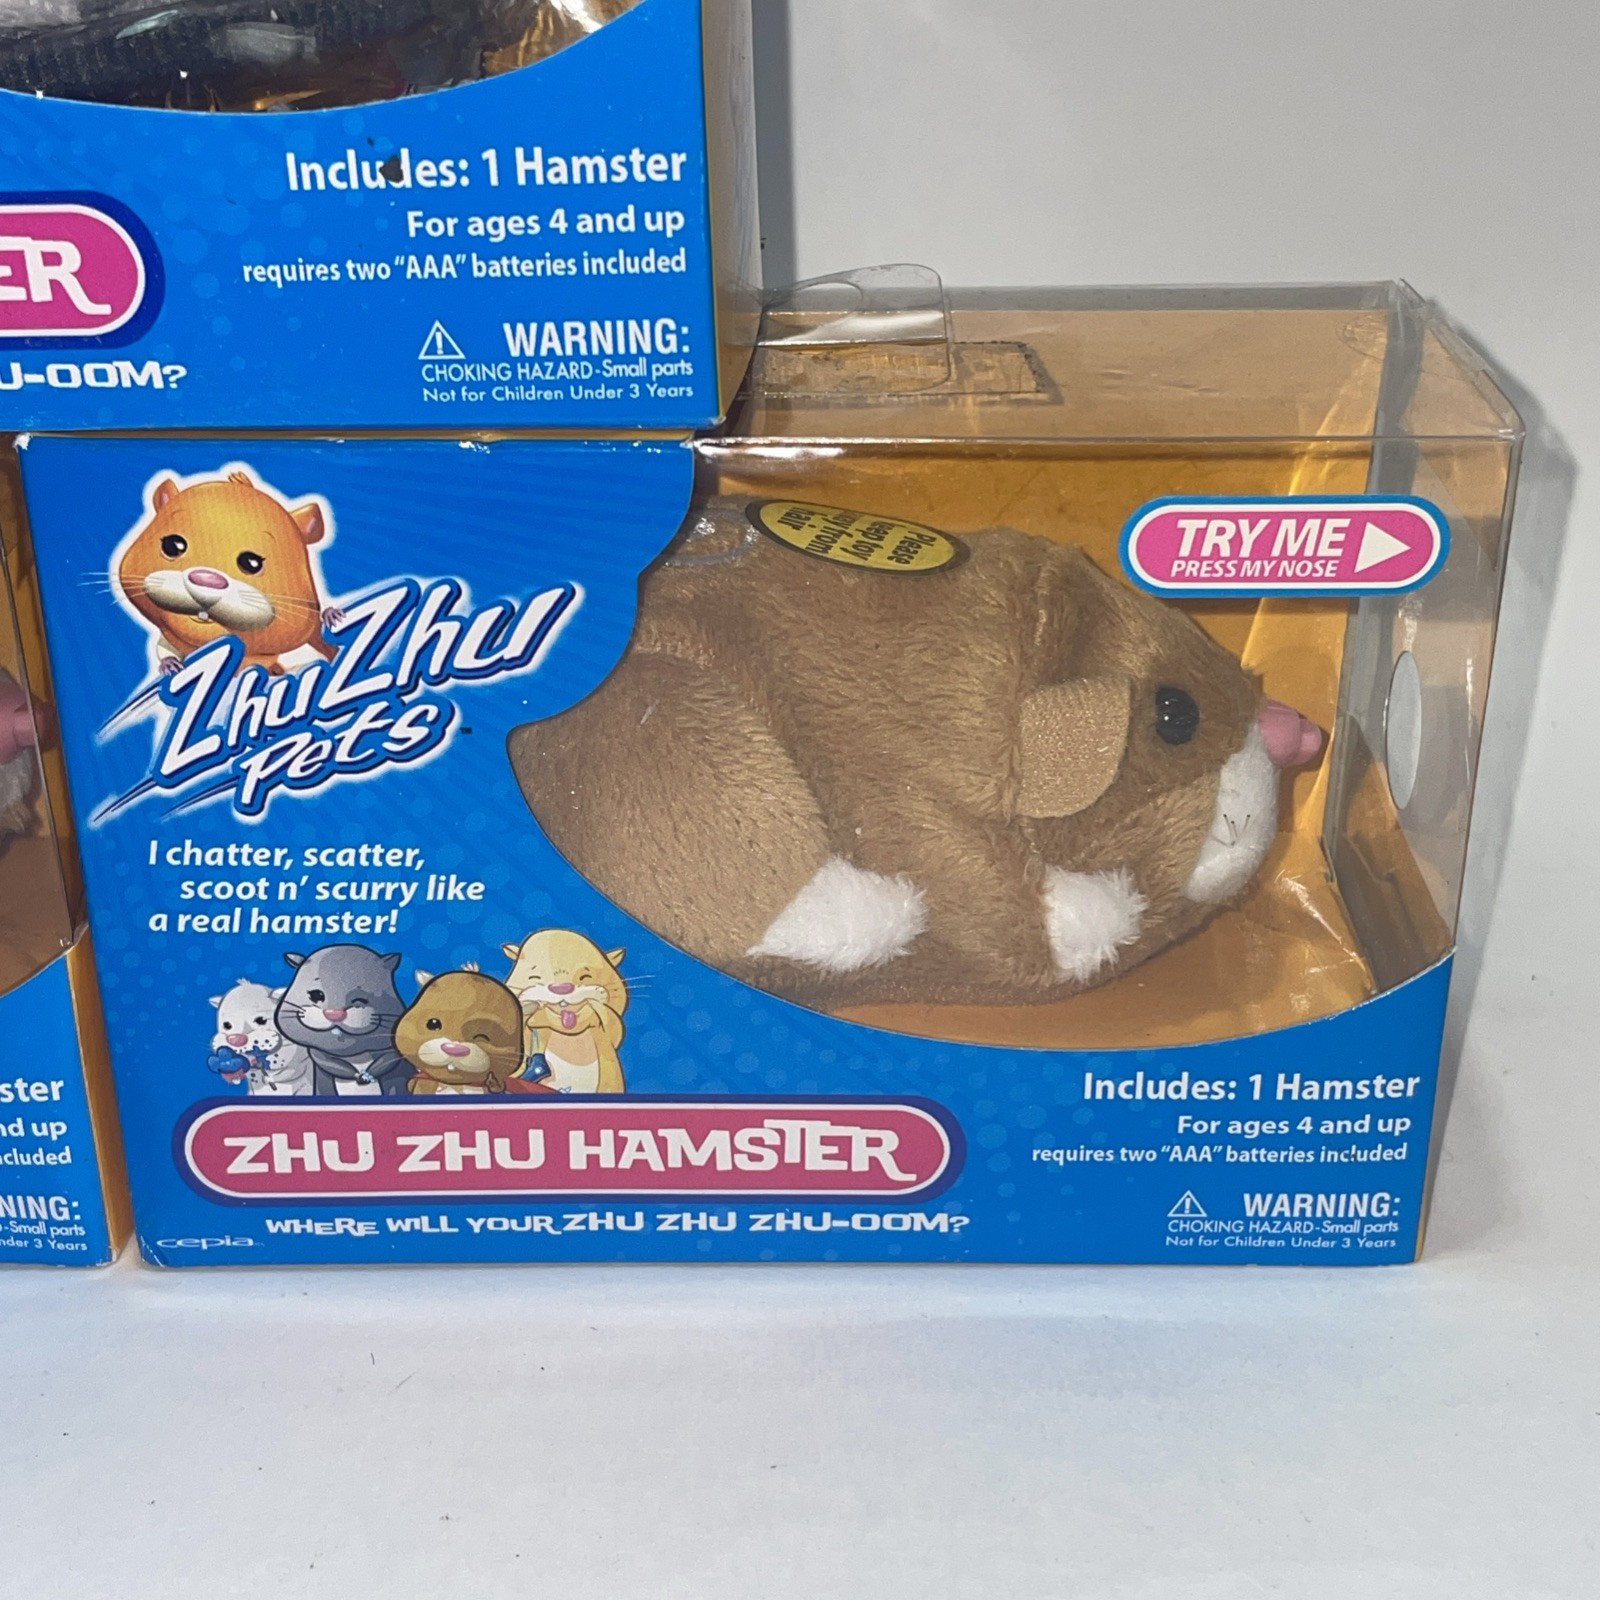 Includes: 1 Hamster
For ages 4 and up
requires two "AAA" batteries included
ER
U-OOM?
WARNING:
CHOKING HAZARD-Small parts
Not for Children Under 3 Years
ZhuZhu
Pets™
I chatter, scatter,
scoot n' scurry like
a real hamster!
Please
keep toy
away from
hair
TRY ME
PRESS MY NOSE
ZHU ZHU HAMSTER
WHERE WILL YOUR ZHU ZHU ZHU-OOM?
cepia
Includes: 1 Hamster
For ages 4 and up
requires two "AAA" batteries included
WARNING:
CHOKING HAZARD-Small parts
Not for Children Under 3 Years
ster
nd up
cluded
NING:
-Small parts
nder 3 Years